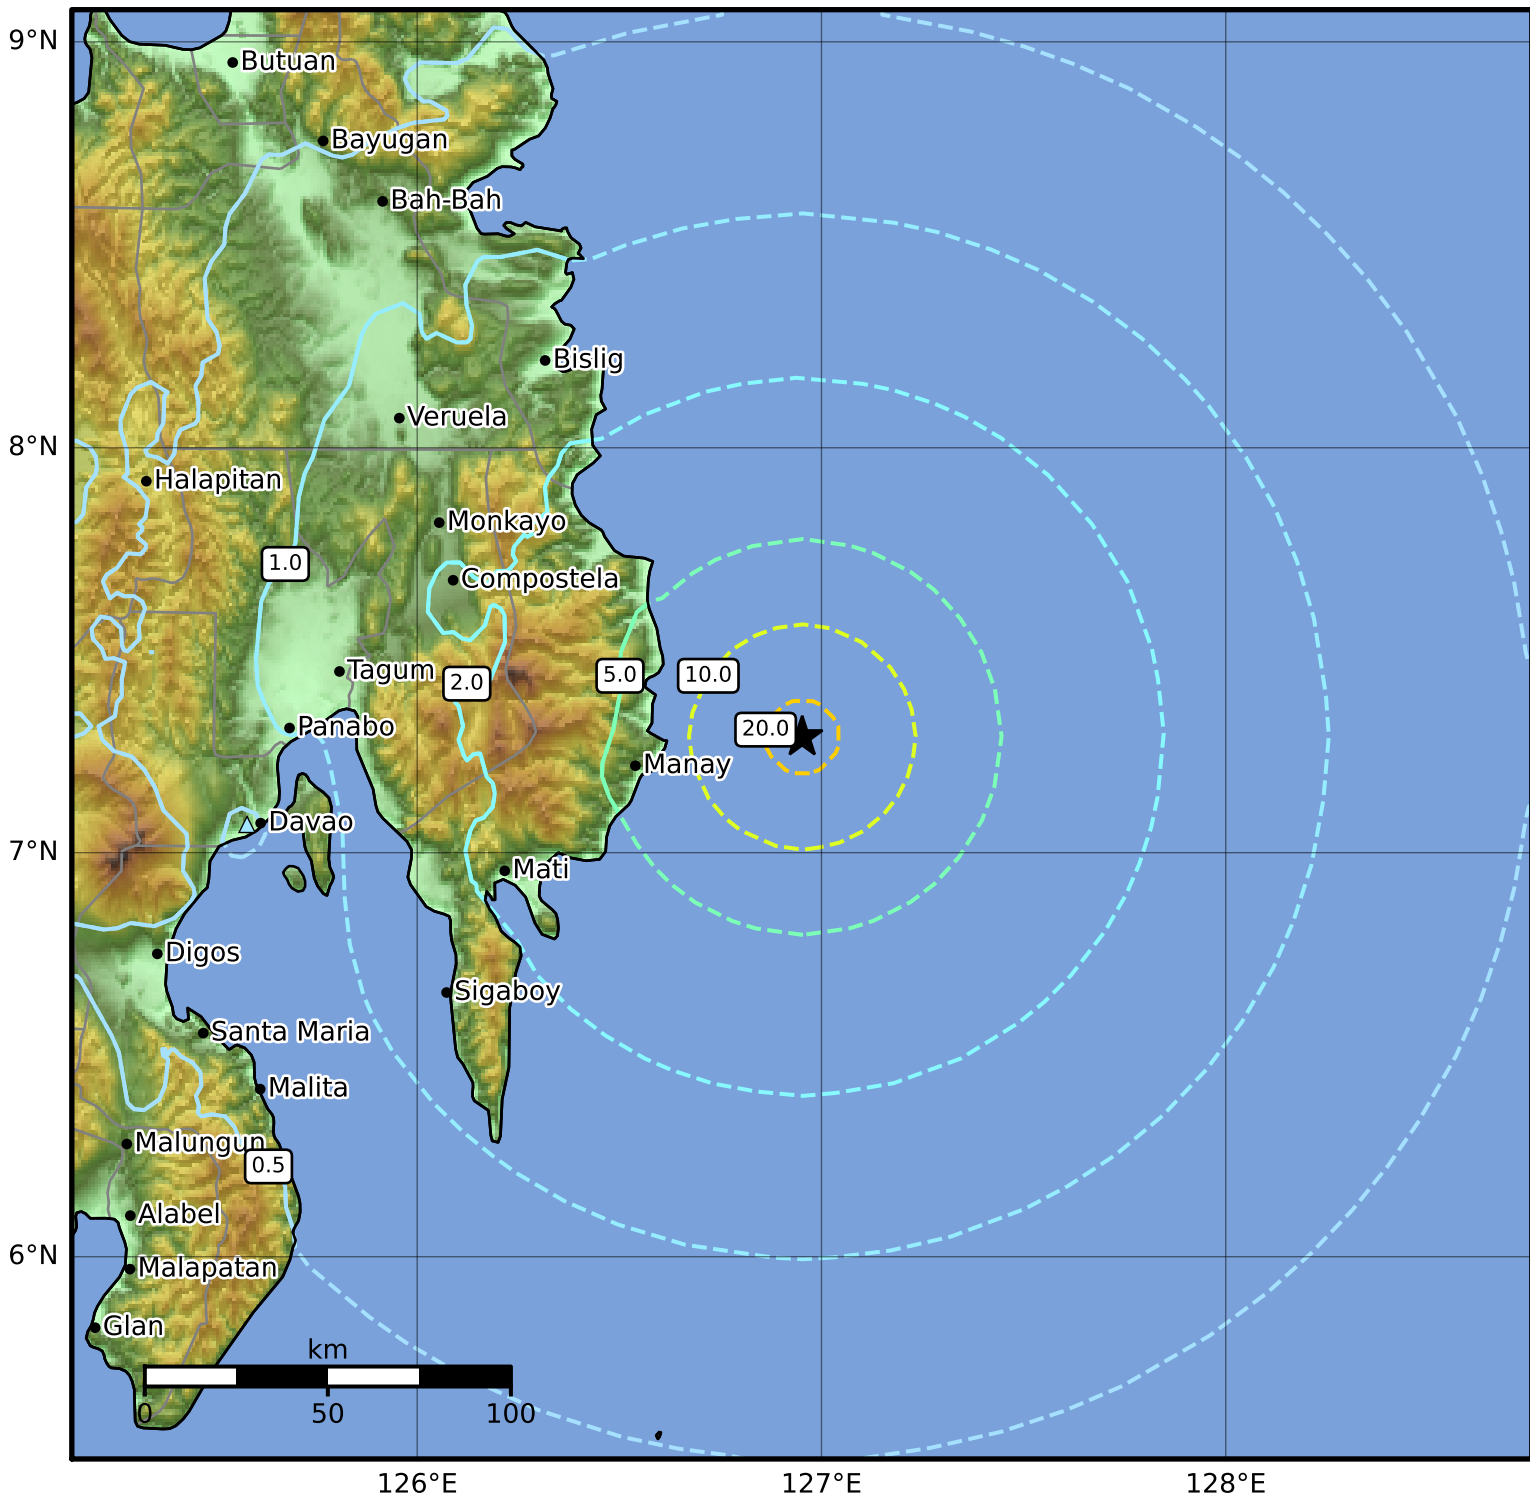 9°N
Butuan
Bayugan
Bah-Bah
Bislig
Veruela
8°N
Halapitan
Monkayo
1.0
Compostela
Tagum
2.0
5.0
10.0
Panabo
20.0
Manay
Davao
7°N
Mati
Digos
Sigaboy
Santa Maria
Malita
Malungun
0.5
Alabel
6°N
Malapatan
Glan
km
0 50 100
126°E 127°E 128°E